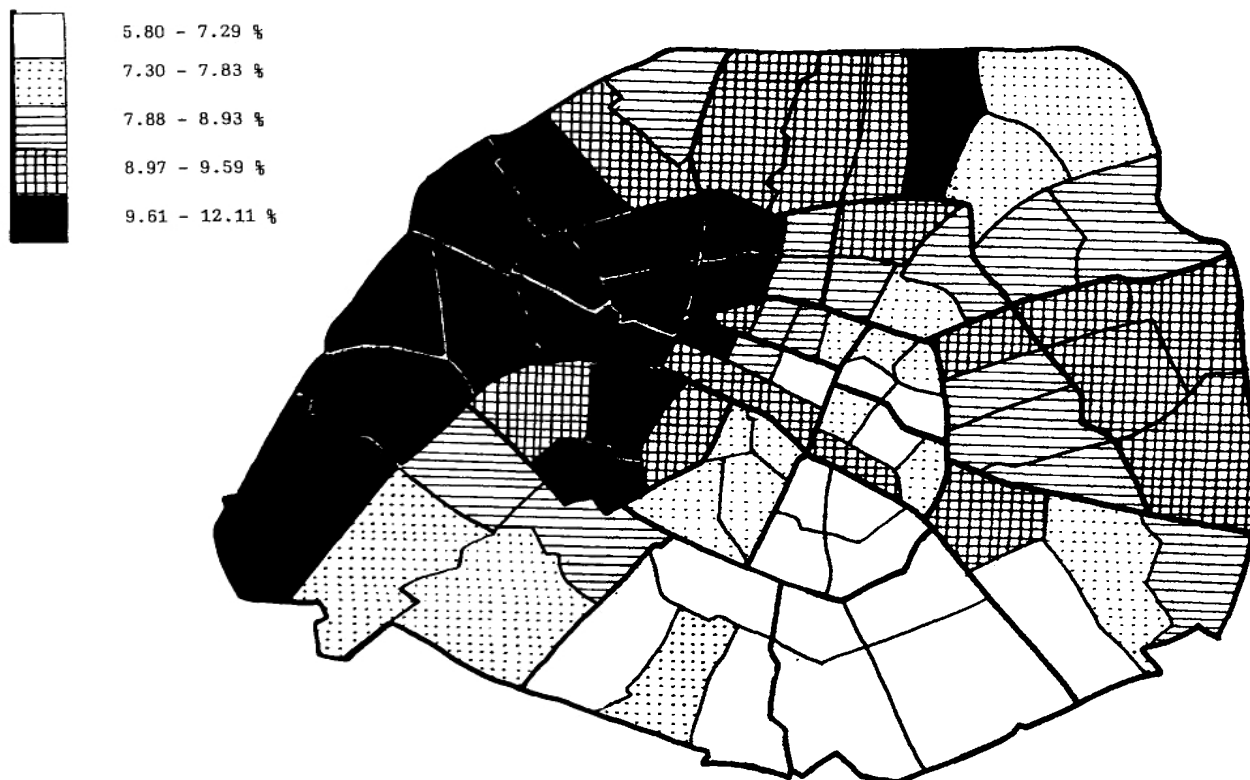 5.80 - 7.29 %
7.30 - 7.83 %
7.88 - 8.93 %
8.97 - 9.59 %
9.61 - 12.11 %